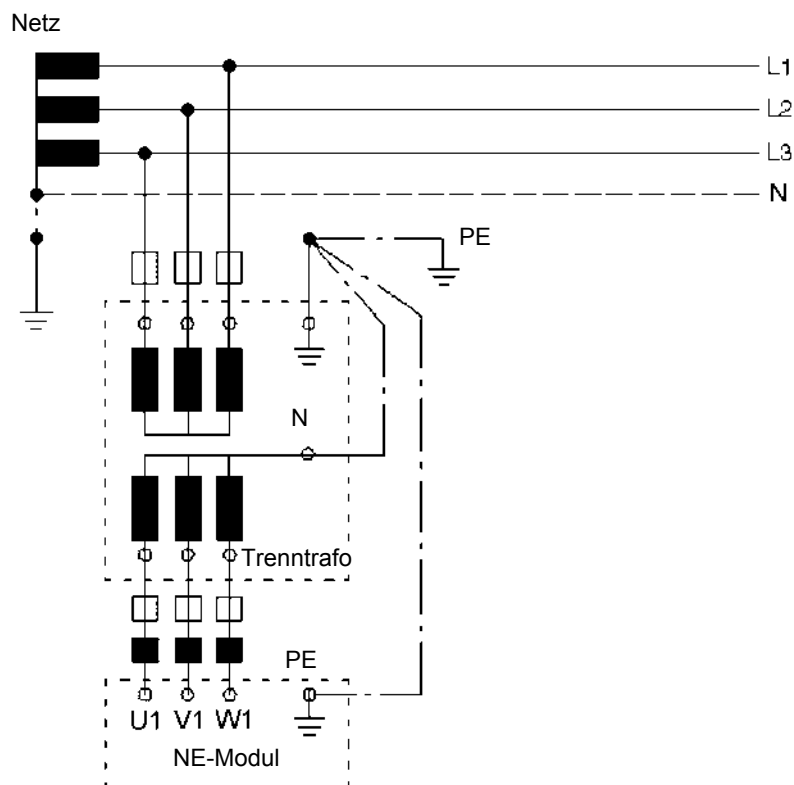 Netz
L1
L2
L3
N
PE
N
Trenntrafo
PE
U1 V1 W1
NE-Modul